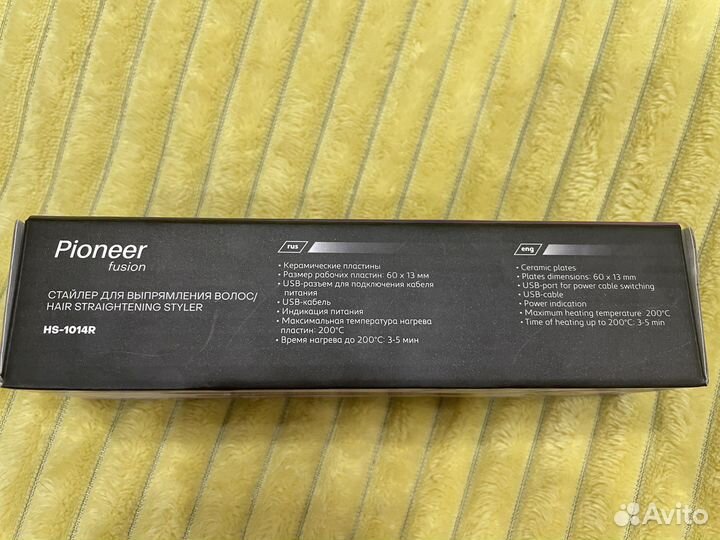 Pioneer
fusion
СТАЙЛЕР ДЛЯ ВЫПРЯМЛЕНИЯ ВОЛОС/
HAIR STRAIGHTENING STYLER
HS-1014R
rus
• Керамические пластины
• Размер рабочих пластин: 60 x 13 мм
• USB-разъем для подключения кабеля
питания
• USB-кабель
• Индикация питания
• Максимальная температура нагрева
пластин: 200°C
• Время нагрева до 200°C: 3-5 мин
eng
• Ceramic plates
• Plates dimensions: 60 x 13 mm
• USB-port for power cable switching
• USB-cable
• Power indication
• Maximum heating temperature 200°C
• Time of heating up to 200°C: 3-5 min
Avito